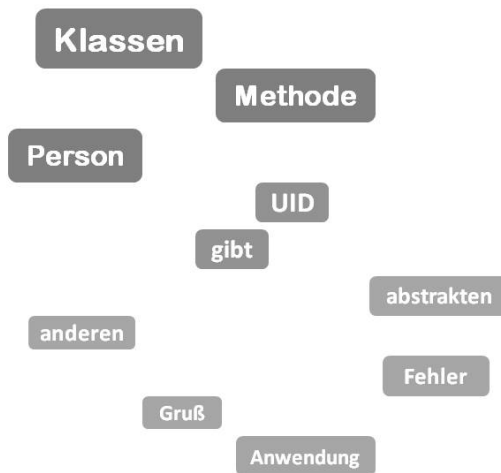 Klassen
Methode
Person
UID
gibt
abstrakten
anderen
Fehler
Gruß
Anwendung